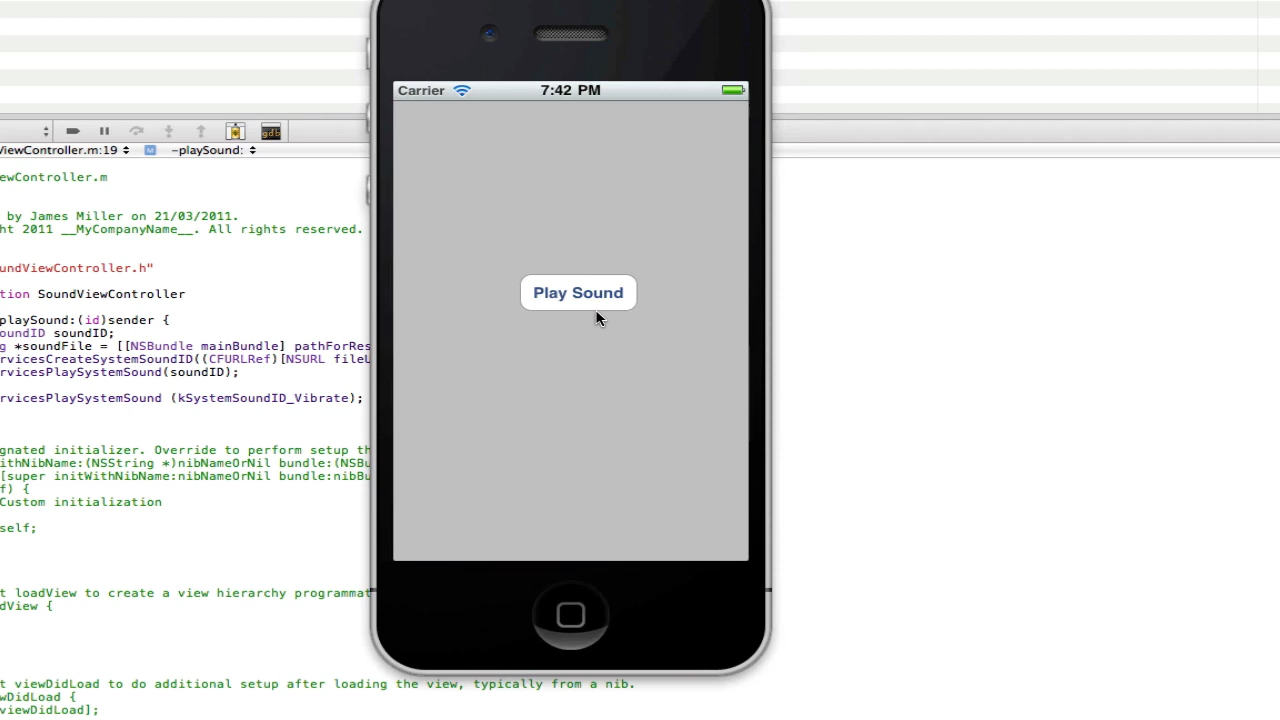 Carrier 7:42 PM
gdb
ViewController.m:19 M -playSound:
ewController.m
by James Miller on 21/03/2011.
ht 2011 __MyCompanyName__. All rights reserved.
undViewController.h"
Play Sound
tion SoundViewController
playSound:(id)sender {
oundID soundID;
g *soundFile = [[NSBundle mainBundle] pathForRes
rvicesCreateSystemSoundID((CFURLRef)[NSURL fileU
rvicesPlaySystemSound(soundID);
rvicesPlaySystemSound (kSystemSoundID_Vibrate);
gnated initializer. Override to perform setup th
ithNibName:(NSString *)nibNameOrNil bundle:(NSBu
[super initWithNibName:nibNameOrNil bundle:nibBu
f) {
Custom initialization
self;
t loadView to create a view hierarchy programmat
dView {
t viewDidLoad to do additional setup after loading the view, typically from a nib.
wDidLoad {
viewDidLoad];